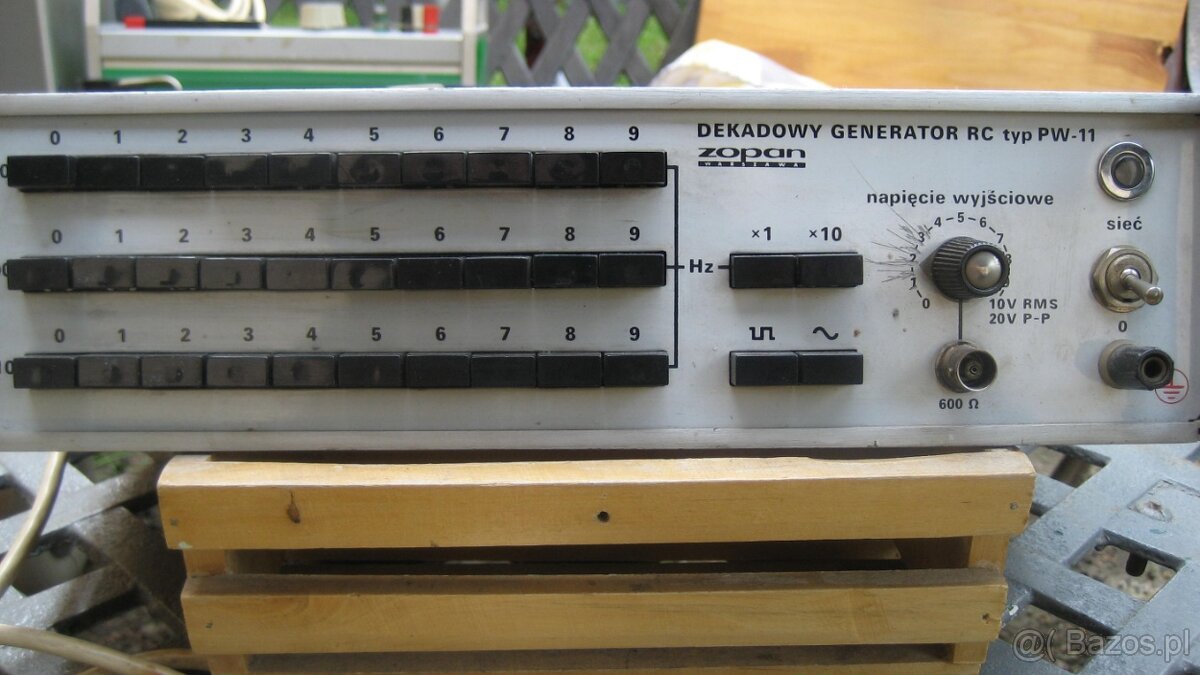 0 1 2 3 4 5 6 7 8 9
DEKADOWY GENERATOR RC typ PW-11
zopan
WARSZAWA
napięcie wyjściowe
0 1 2 3 4 5 6 7
10V RMS
20V P-P
sieć
0 1 2 3 4 5 6 7 8 9
Hz
×1 ×10
0
0 1 2 3 4 5 6 7 8 9
600 Ω
@( Bazos.pl